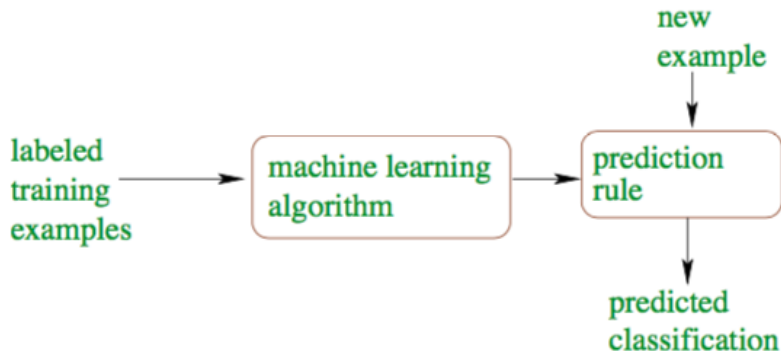 new
example
labeled
training
examples
machine learning
algorithm
prediction
rule
predicted
classification